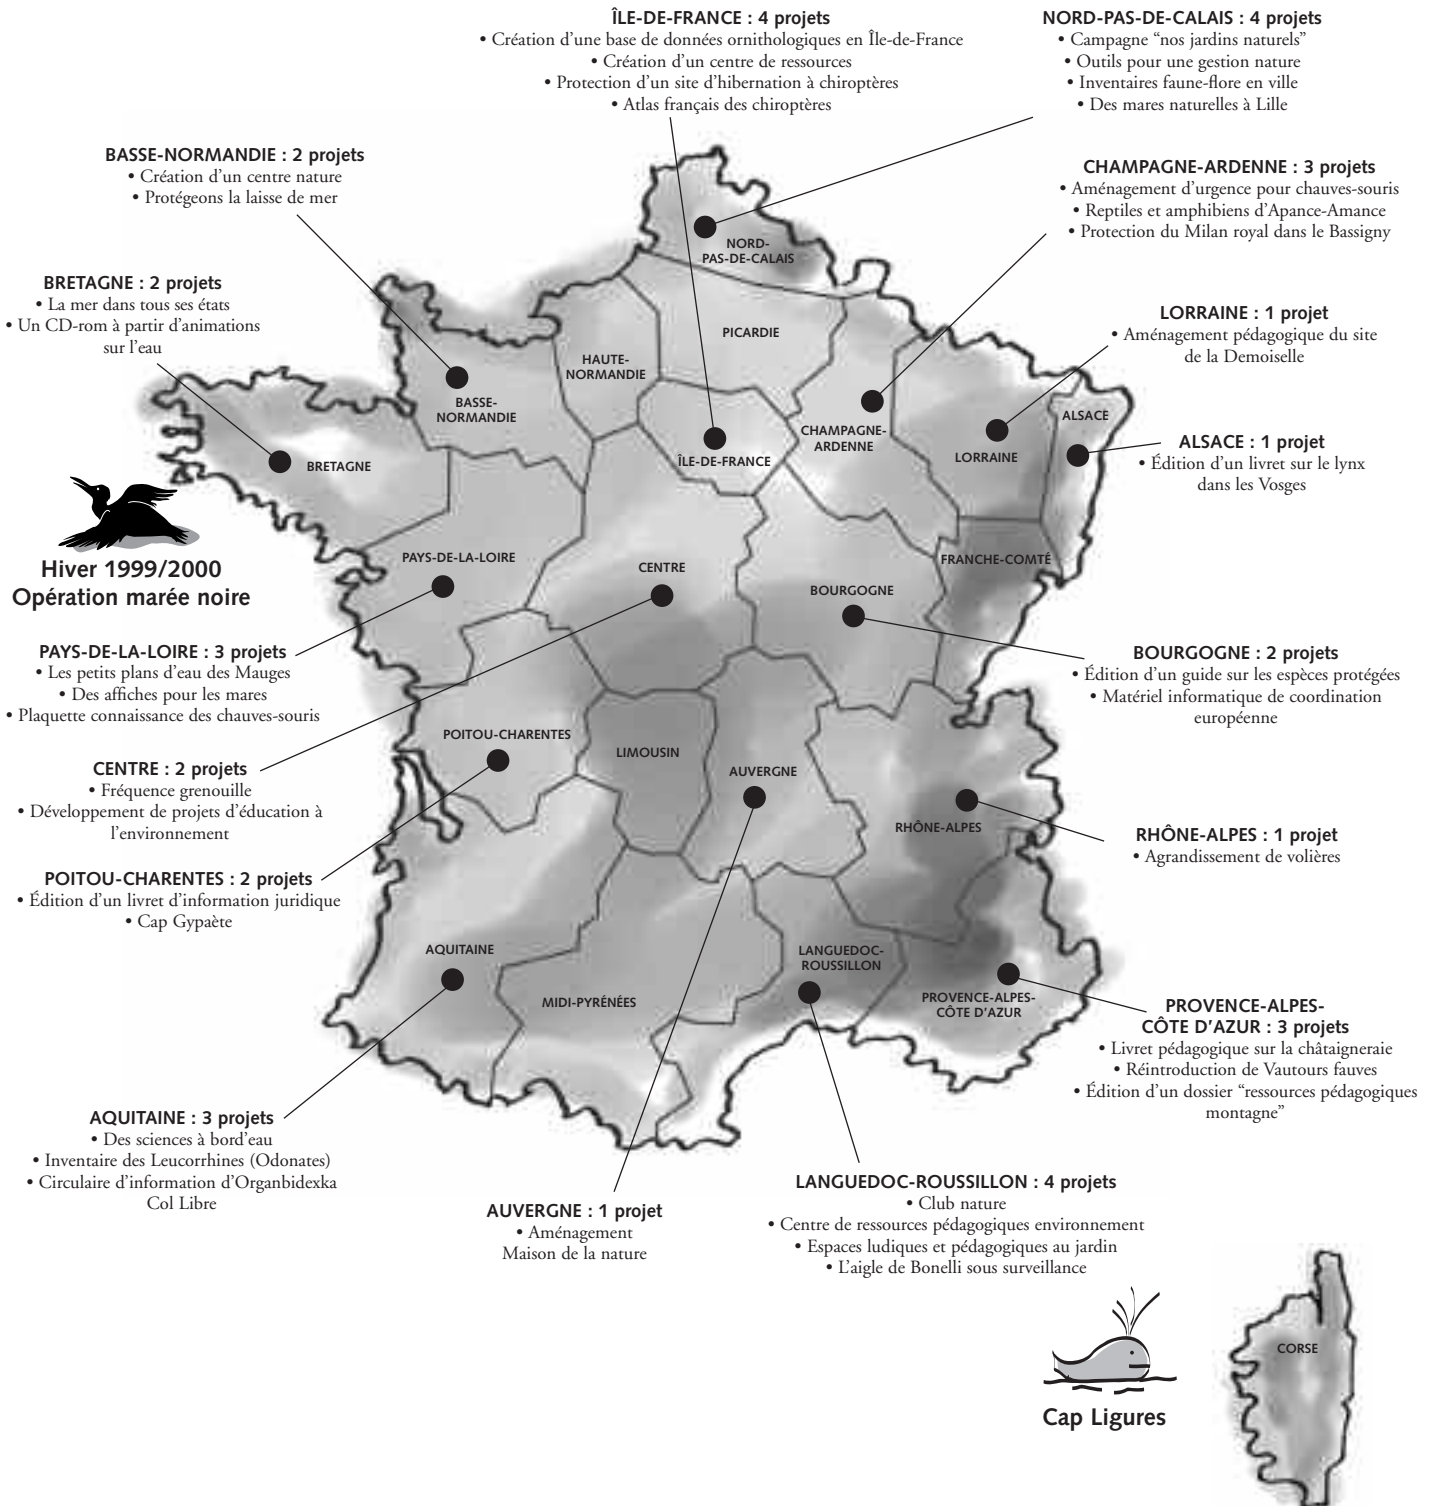 ÎLE-DE-FRANCE : 4 projets
• Création d'une base de données ornithologiques en Île-de-France
• Création d'un centre de ressources
• Protection d'un site d'hibernation à chiroptères
• Atlas français des chiroptères
NORD-PAS-DE-CALAIS : 4 projets
• Campagne “nos jardins naturels”
• Outils pour une gestion nature
• Inventaires faune-flore en ville
• Des mares naturelles à Lille
BASSE-NORMANDIE : 2 projets
• Création d'un centre nature
• Protégeons la laisse de mer
CHAMPAGNE-ARDENNE : 3 projets
• Aménagement d'urgence pour chauves-souris
• Reptiles et amphibiens d'Apance-Amance
• Protection du Milan royal dans le Bassigny
BRETAGNE : 2 projets
• La mer dans tous ses états
• Un CD-rom à partir d'animations
sur l'eau
LORRAINE : 1 projet
• Aménagement pédagogique du site
de la Demoiselle
ALSACE : 1 projet
• Édition d'un livret sur le lynx
dans les Vosges
NORD-
PAS-DE-CALAIS
PICARDIE
HAUTE-
NORMANDIE
BASSE-
NORMANDIE
CHAMPAGNE-
ARDENNE
ÎLE-DE-FRANCE
LORRAINE
ALSACE
BRETAGNE
PAYS-DE-LA-LOIRE
CENTRE
BOURGOGNE
FRANCHE-COMTÉ
POITOU-CHARENTES
LIMOUSIN
AUVERGNE
RHÔNE-ALPES
AQUITAINE
MIDI-PYRÉNÉES
LANGUEDOC-
ROUSSILLON
PROVENCE-ALPES-
CÔTE D'AZUR
Hiver 1999/2000
Opération marée noire
PAYS-DE-LA-LOIRE : 3 projets
• Les petits plans d'eau des Mauges
• Des affiches pour les mares
• Plaquette connaissance des chauves-souris
BOURGOGNE : 2 projets
• Édition d'un guide sur les espèces protégées
• Matériel informatique de coordination
européenne
CENTRE : 2 projets
• Fréquence grenouille
• Développement de projets d'éducation à
l'environnement
RHÔNE-ALPES : 1 projet
• Agrandissement de volières
POITOU-CHARENTES : 2 projets
• Édition d'un livret d'information juridique
• Cap Gypaète
PROVENCE-ALPES-
CÔTE D'AZUR : 3 projets
• Livret pédagogique sur la châtaigneraie
• Réintroduction de Vautours fauves
• Édition d'un dossier “ressources pédagogiques
montagne”
AQUITAINE : 3 projets
• Des sciences à bord'eau
• Inventaire des Leucorrhines (Odonates)
• Circulaire d'information d'Organbidexka
Col Libre
AUVERGNE : 1 projet
• Aménagement
Maison de la nature
LANGUEDOC-ROUSSILLON : 4 projets
• Club nature
• Centre de ressources pédagogiques environnement
• Espaces ludiques et pédagogiques au jardin
• L'aigle de Bonelli sous surveillance
CORSE
Cap Ligures